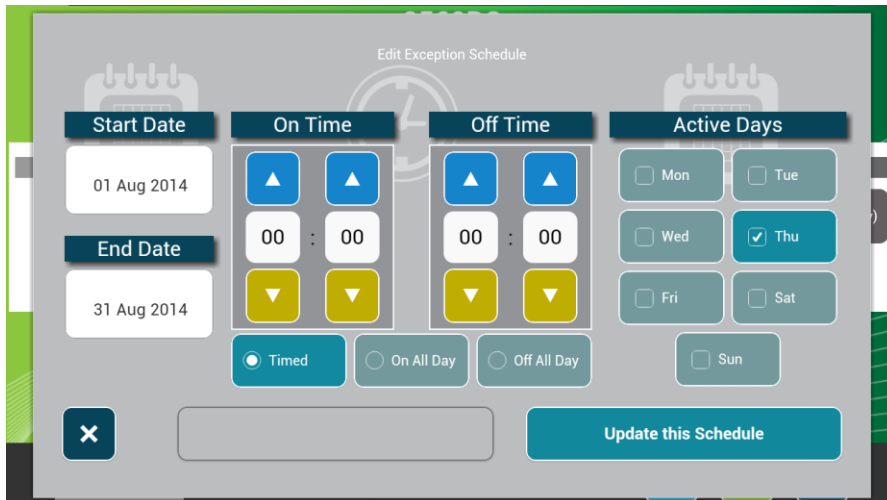 Edit Exception Schedule
Start Date
On Time
Off Time
Active Days
01 Aug 2014
End Date
31 Aug 2014
00 : 00
00 : 00
Mon
Tue
Wed
Thu
Fri
Sat
Sun
Timed
On All Day
Off All Day
Update this Schedule